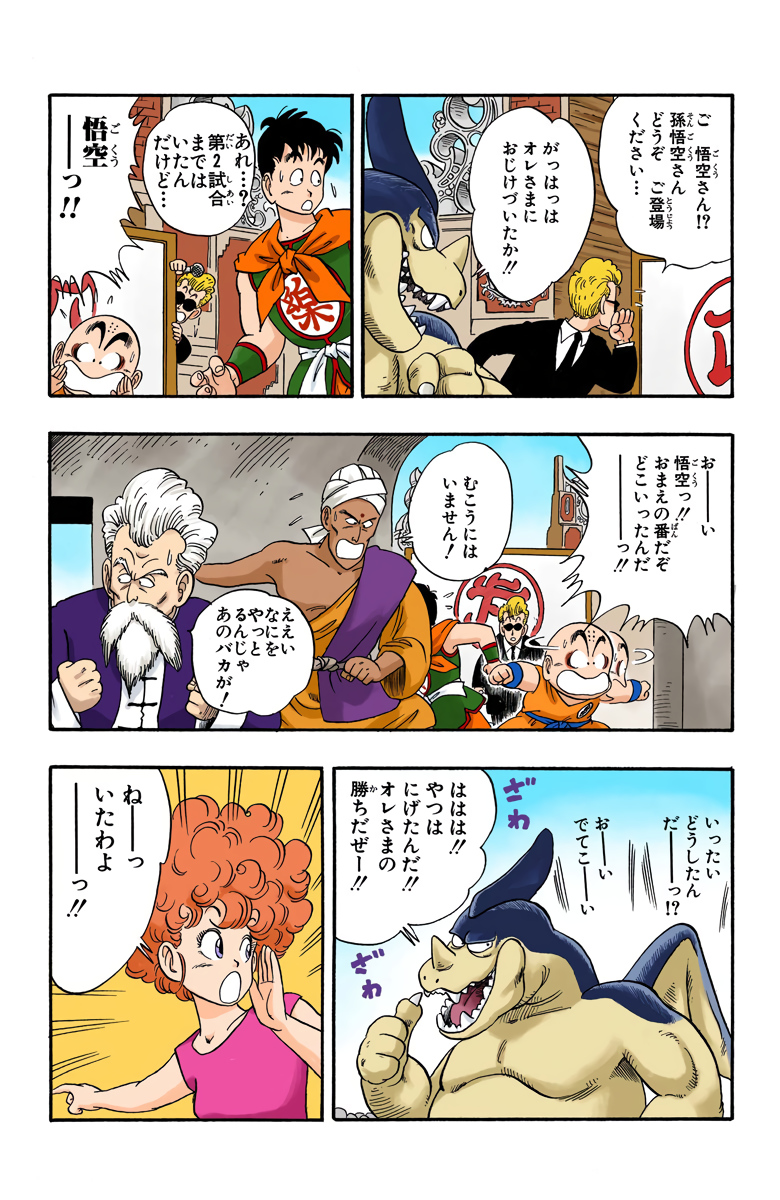 ご 悟空さん!?
孫悟空さん
どうぞ ご登場
ください…
がっはっは
オレさまに
おじけづいたか!!
あれ…?
第2試合
までは
いたん
だけど…
悟空
――っ!!
お――い
悟空っ!!
おまえの番だぞ
どこいったんだ
――っ!!
むこうには
いません!
ええい
なにを
やっと
るんじゃ
あのバカが!
いったい
どうしたん
だ――っ!?
お――い
でてこ――い
ざわ
ははは!!
やつは
にげたんだ!!
オレさまの
勝ちだぜー!!
ざわ
ね――っ
いたわよ
――っ!!